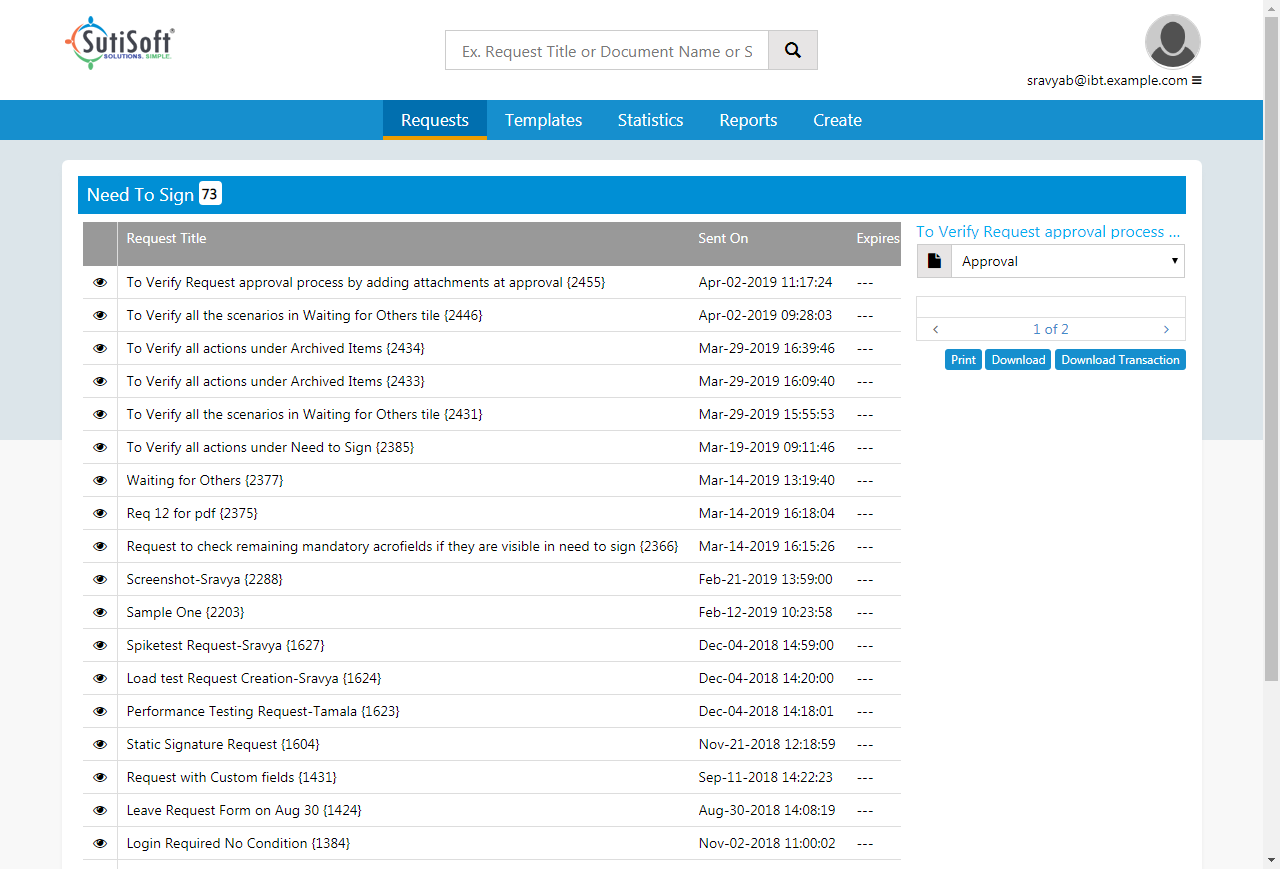 SutiSoft®
SOLUTIONS. SIMPLE.
Ex. Request Title or Document Name or S
sravyab@ibt.example.com
Requests Templates Statistics Reports Create
Need To Sign 73
Request Title Sent On Expires
To Verify Request approval process by adding attachments at approval {2455} Apr-02-2019 11:17:24 ---
To Verify all the scenarios in Waiting for Others tile {2446} Apr-02-2019 09:28:03 ---
To Verify all actions under Archived Items {2434} Mar-29-2019 16:39:46 ---
To Verify all actions under Archived Items {2433} Mar-29-2019 16:09:40 ---
To Verify all the scenarios in Waiting for Others tile {2431} Mar-29-2019 15:55:53 ---
To Verify all actions under Need to Sign {2385} Mar-19-2019 09:11:46 ---
Waiting for Others {2377} Mar-14-2019 13:19:40 ---
Req 12 for pdf {2375} Mar-14-2019 16:18:04 ---
Request to check remaining mandatory acrofields if they are visible in need to sign {2366} Mar-14-2019 16:15:26 ---
Screenshot-Sravya {2288} Feb-21-2019 13:59:00 ---
Sample One {2203} Feb-12-2019 10:23:58 ---
Spiketest Request-Sravya {1627} Dec-04-2018 14:59:00 ---
Load test Request Creation-Sravya {1624} Dec-04-2018 14:20:00 ---
Performance Testing Request-Tamala {1623} Dec-04-2018 14:18:01 ---
Static Signature Request {1604} Nov-21-2018 12:18:59 ---
Request with Custom fields {1431} Sep-11-2018 14:22:23 ---
Leave Request Form on Aug 30 {1424} Aug-30-2018 14:08:19 ---
Login Required No Condition {1384} Nov-02-2018 11:00:02 ---
To Verify Request approval process ...
Approval
‹ 1 of 2 ›
Print Download Download Transaction